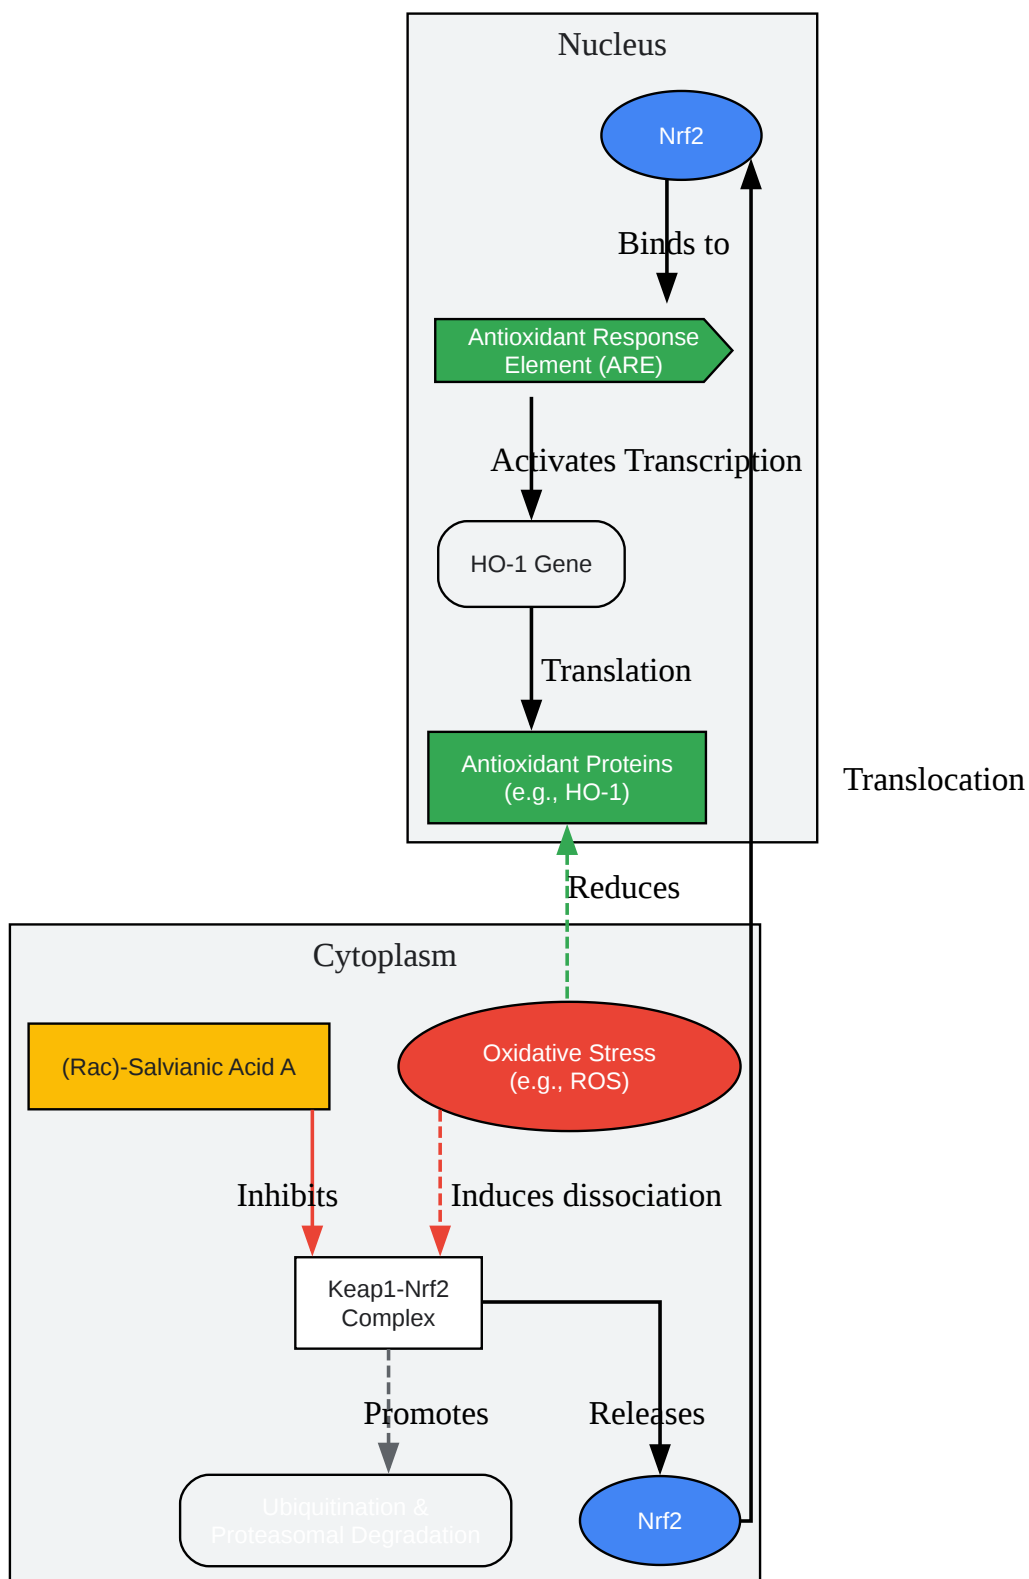 Nucleus
Nrf2
Binds to
Antioxidant Response
Element (ARE)
Activates Transcription
HO-1 Gene
Translation
Antioxidant Proteins
(e.g., HO-1)
Translocation
Reduces
Cytoplasm
(Rac)-Salvianic Acid A
Oxidative Stress
(e.g., ROS)
Inhibits
Induces dissociation
Keap1-Nrf2
Complex
Promotes
Releases
Ubiquitination &
Proteasomal Degradation
Nrf2